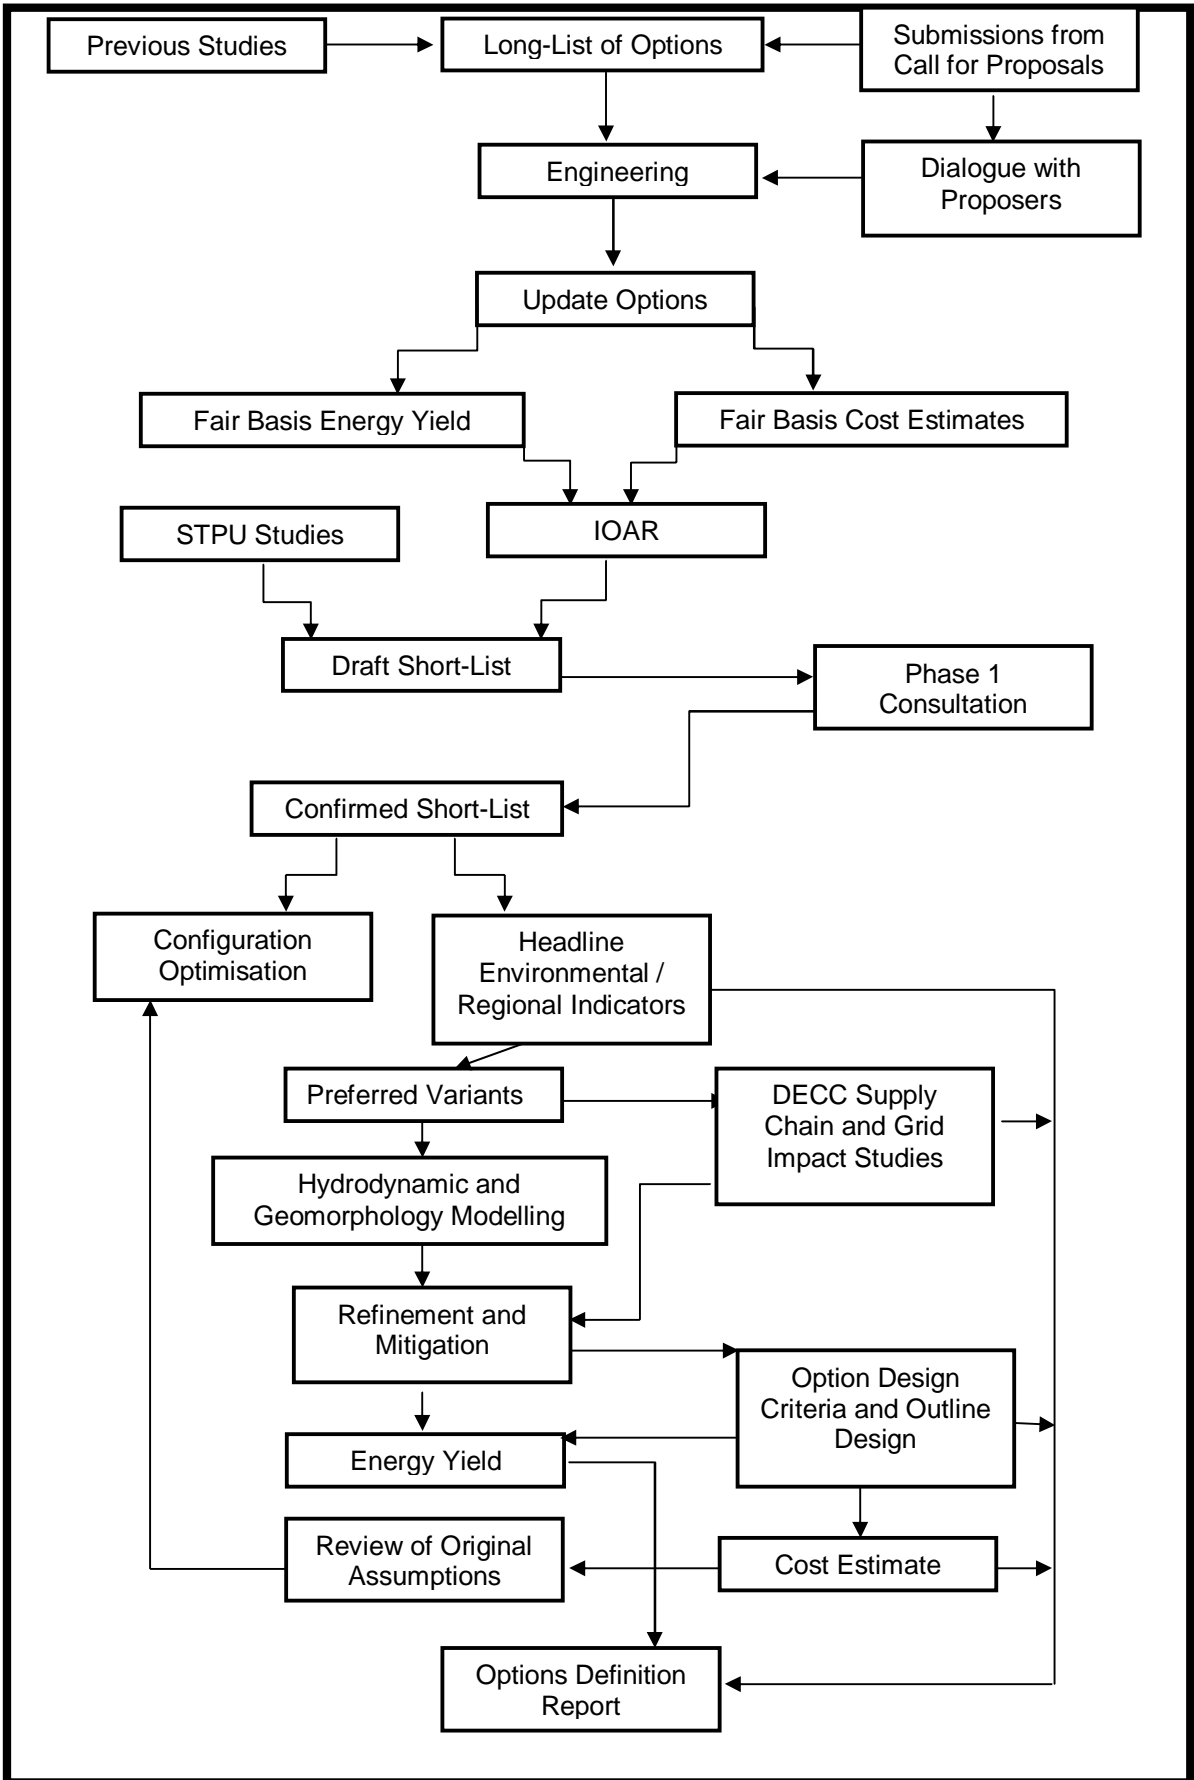 Previous Studies
Long-List of Options
Submissions from
Call for Proposals
Engineering
Dialogue with
Proposers
Update Options
Fair Basis Energy Yield
Fair Basis Cost Estimates
STPU Studies
IOAR
Draft Short-List
Phase 1
Consultation
Confirmed Short-List
Configuration
Optimisation
Headline
Environmental /
Regional Indicators
Preferred Variants
DECC Supply
Chain and Grid
Impact Studies
Hydrodynamic and
Geomorphology Modelling
Refinement and
Mitigation
Option Design
Criteria and Outline
Design
Energy Yield
Review of Original
Assumptions
Cost Estimate
Options Definition
Report